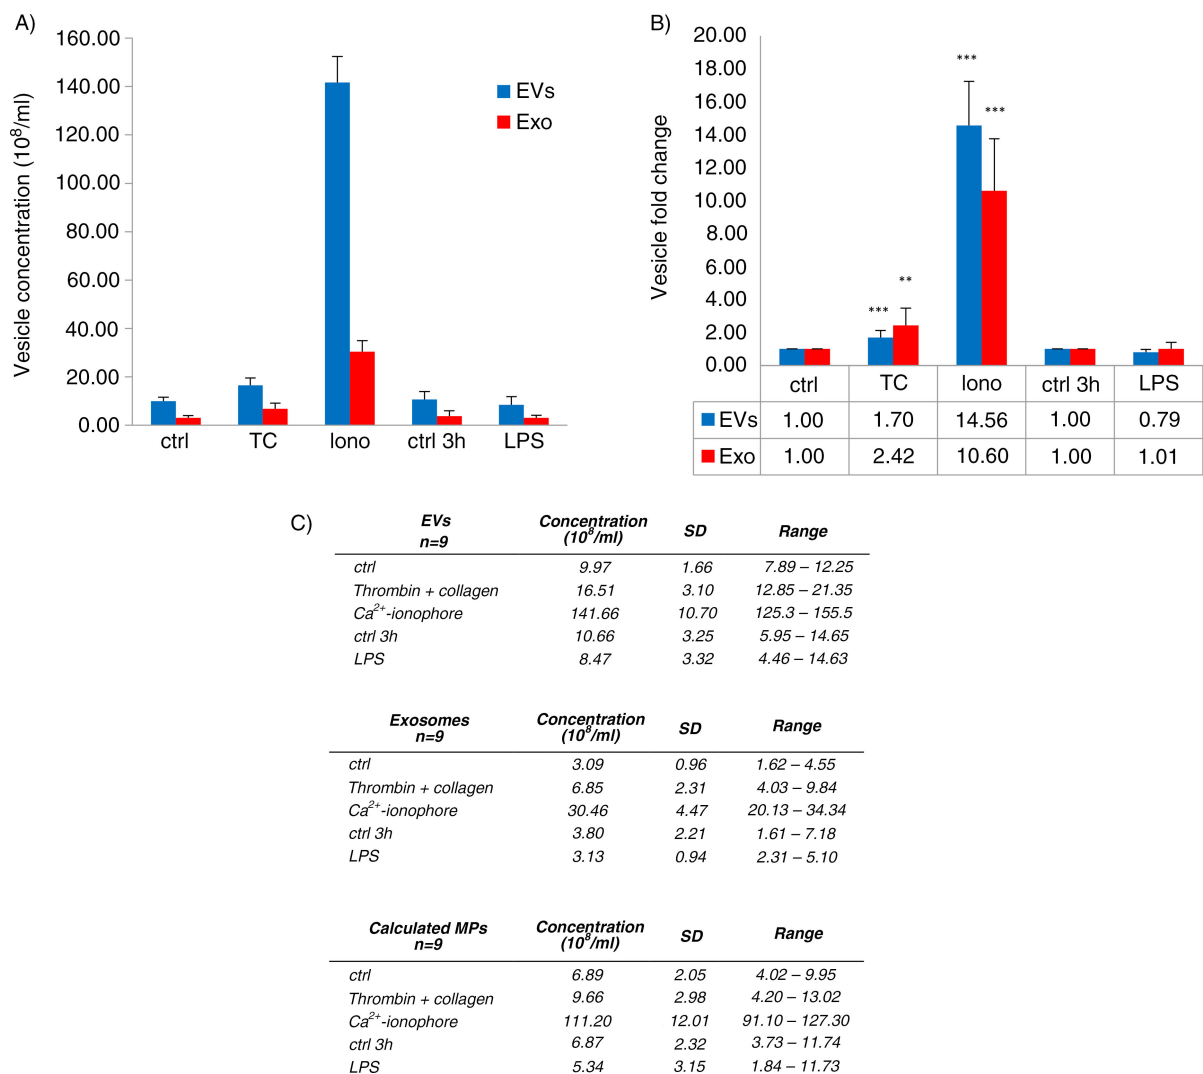 A)
Vesicle concentration (10⁸/ml)
160.00
140.00
120.00
100.00
80.00
60.00
40.00
20.00
0.00
EVs
Exo
ctrl TC Iono ctrl 3h LPS
B)
Vesicle fold change
20.00
18.00
16.00
14.00
12.00
10.00
8.00
6.00
4.00
2.00
0.00
***
***
***
**
ctrl TC Iono ctrl 3h LPS
EVs 1.00 1.70 14.56 1.00 0.79
Exo 1.00 2.42 10.60 1.00 1.01
C)
EVs n=9 Concentration (10⁸/ml) SD Range
ctrl 9.97 1.66 7.89 – 12.25
Thrombin + collagen 16.51 3.10 12.85 – 21.35
Ca²⁺-ionophore 141.66 10.70 125.3 – 155.5
ctrl 3h 10.66 3.25 5.95 – 14.65
LPS 8.47 3.32 4.46 – 14.63
Exosomes n=9 Concentration (10⁸/ml) SD Range
ctrl 3.09 0.96 1.62 – 4.55
Thrombin + collagen 6.85 2.31 4.03 – 9.84
Ca²⁺-ionophore 30.46 4.47 20.13 – 34.34
ctrl 3h 3.80 2.21 1.61 – 7.18
LPS 3.13 0.94 2.31 – 5.10
Calculated MPs n=9 Concentration (10⁸/ml) SD Range
ctrl 6.89 2.05 4.02 – 9.95
Thrombin + collagen 9.66 2.98 4.20 – 13.02
Ca²⁺-ionophore 111.20 12.01 91.10 – 127.30
ctrl 3h 6.87 2.32 3.73 – 11.74
LPS 5.34 3.15 1.84 – 11.73